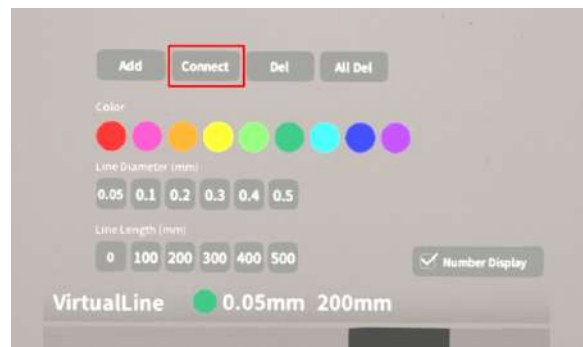 Add Connect Del All Del
Color
Line Diameter (mm)
0.05 0.1 0.2 0.3 0.4 0.5
Line Length (mm)
0 100 200 300 400 500
Number Display
VirtualLine 0.05mm 200mm